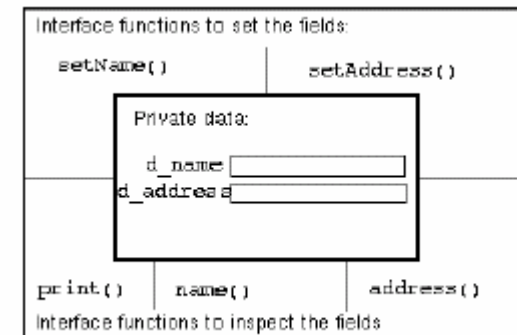 Interface functions to set the fields:
setName()
setAddress()
Private data:
d_name
d_address
print()
name()
address()
Interface functions to inspect the fields